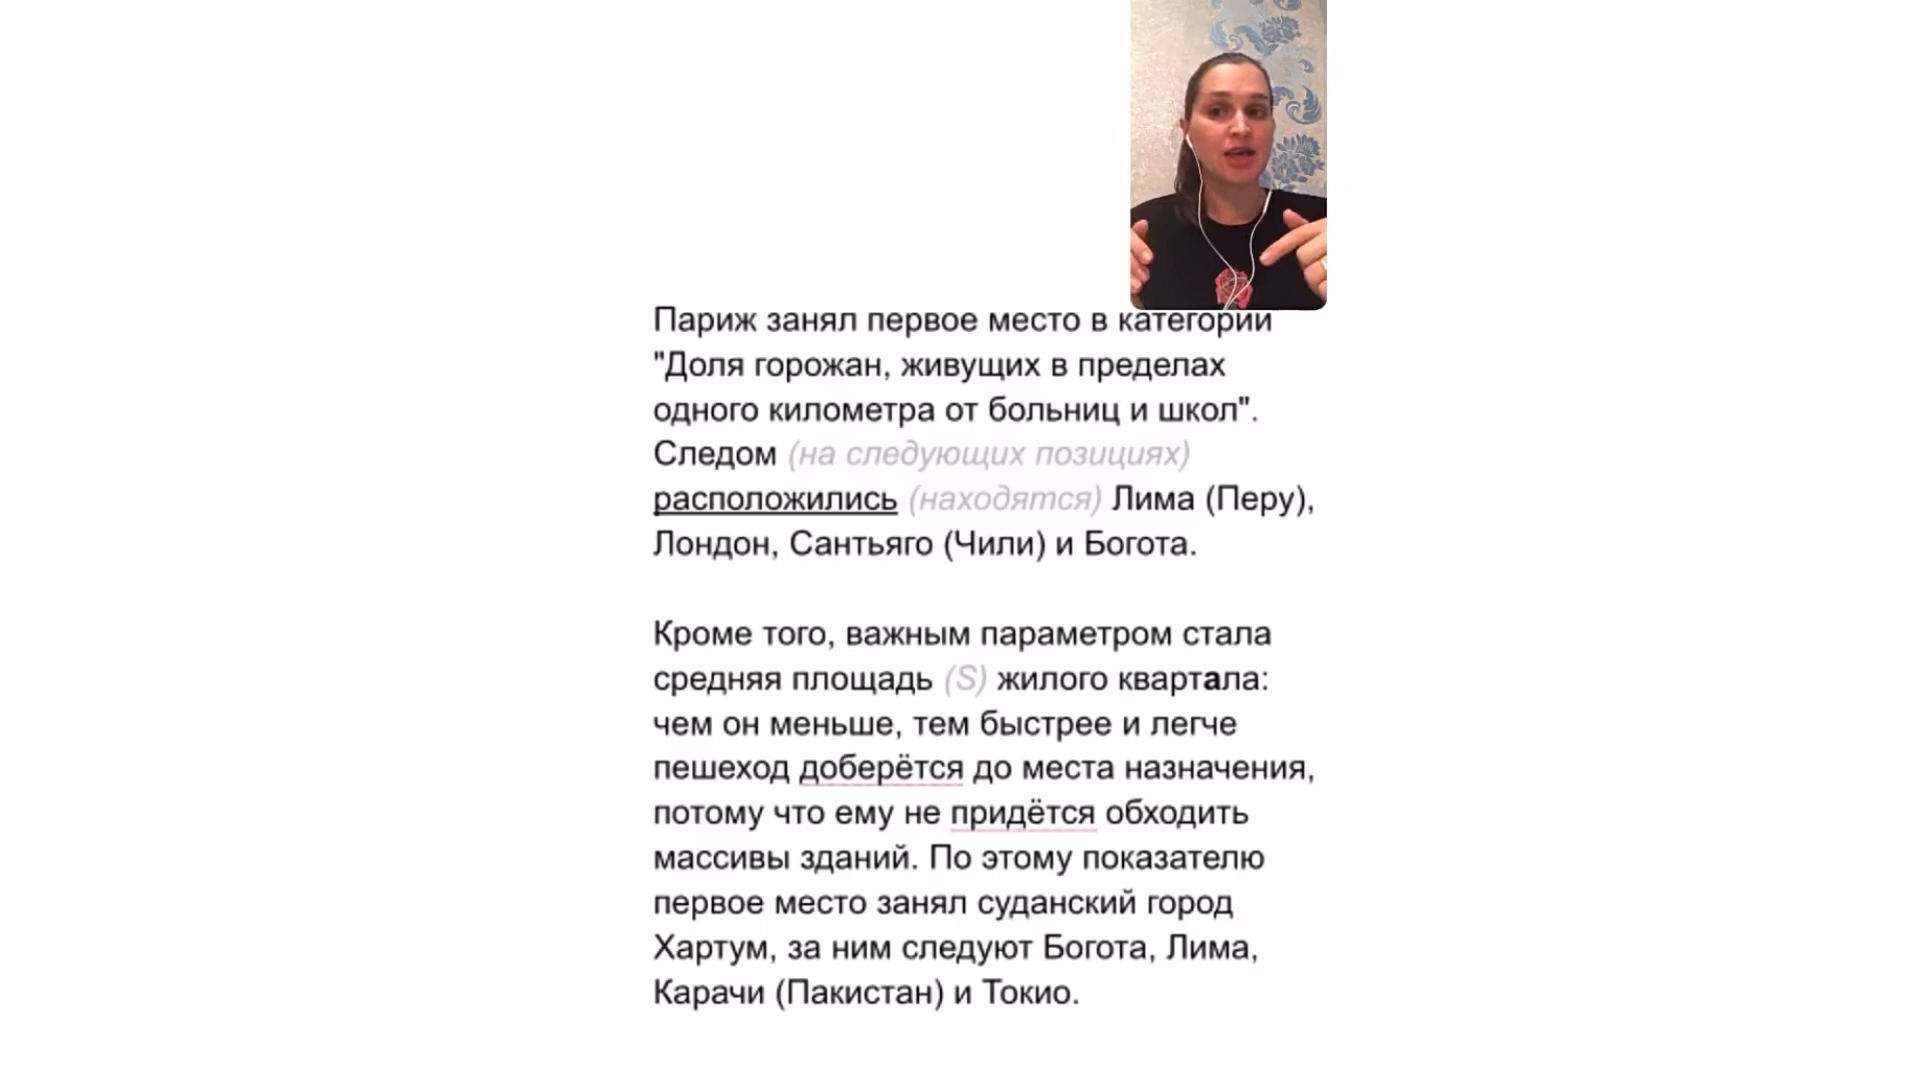 Париж занял первое место в категории
"Доля горожан, живущих в пределах
одного километра от больниц и школ".
Следом (на следующих позициях)
расположились (находятся) Лима (Перу),
Лондон, Сантьяго (Чили) и Богота.
Кроме того, важным параметром стала
средняя площадь (S) жилого квартала:
чем он меньше, тем быстрее и легче
пешеход доберётся до места назначения,
потому что ему не придётся обходить
массивы зданий. По этому показателю
первое место занял суданский город
Хартум, за ним следуют Богота, Лима,
Карачи (Пакистан) и Токио.